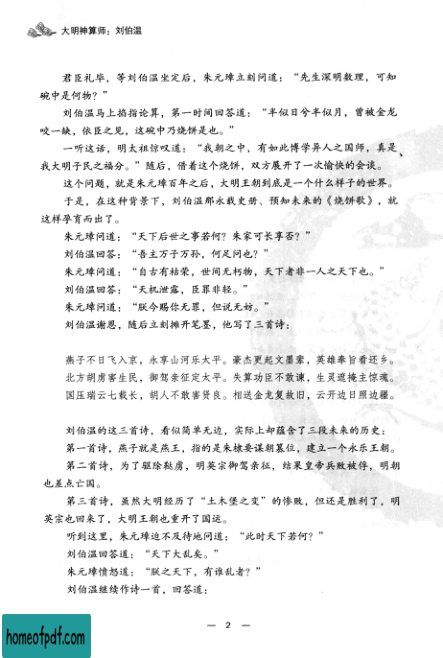 大明神算师：刘伯温
君臣礼毕，等刘伯温坐定后，朱元璋立刻问道：“先生深明数理，可知
碗中是何物？”
刘伯温马上掐指论算，第一时间回答道：“半似日兮半似月，曾被金龙
咬一缺，依臣之见，这碗中乃烧饼是也。”
一听这话，明太祖惊叹道：“我朝之中，有如此博学异人之国师，真是
我大明子民之福分。”随后，借着这个烧饼，双方展开了一次愉快的会谈。
这个问题，就是朱元璋百年之后，大明王朝到底是一个什么样子的世界。
于是，在这种背景下，刘伯温那永载史册、预知未来的《烧饼歌》，就
这样孕育而出了。
朱元璋问道：“天下后世之事若何？朱家可长享否？”
刘伯温回答：“吾主万子万孙，何足问也？”
朱元璋问道：“自古有枯荣，世间无朽物，天下者非一人之天下也。”
刘伯温回答：“天机泄露，臣罪非轻。”
朱元璋问道：“朕今赐你无罪，但说无妨。”
刘伯温谢恩，随后立刻摊开笔墨，他写了三首诗：
燕子不日飞入京，永享山河乐太平。豪杰更起文墨辈，英雄奉旨看还乡。
北方胡虏害生民，御驾亲征定太平。失算功臣不敢谏，生灵遮掩主惊魂。
国压瑞云七载长，胡人不敢害贤良。相送金龙复故旧，云开边日照边疆。
刘伯温的这三首诗，看似简单无边，实际上却蕴含了三段未来的历史：
第一首诗，燕子就是燕王，指的是朱棣要谋朝篡位，建立一个永乐王朝。
第二首诗，为了驱除鞑虏，明英宗御驾亲征，结果皇帝兵败被俘，明朝
也差点亡国。
第三首诗，虽然大明经历了“土木堡之变”的惨败，但还是胜利了，明
英宗也回来了，大明王朝也重开了国运。
听到这里，朱元璋迫不及待地问道：“此时天下若何？”
刘伯温回答道：“天下大乱矣。”
朱元璋愤怒道：“朕之天下，有谁乱者？”
刘伯温继续作诗一首，回答道：
— 2 —
homeofpdf.com